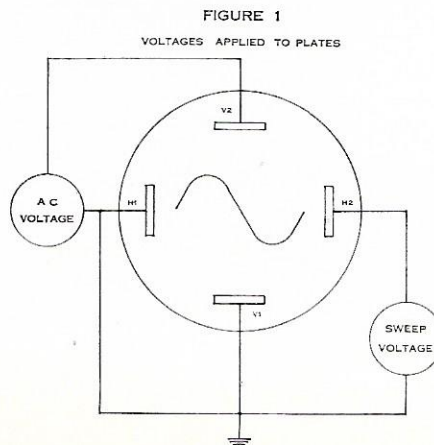 FIGURE 1
VOLTAGES APPLIED TO PLATES
V2
A C
VOLTAGE
H1
H2
V1
SWEEP
VOLTAGE